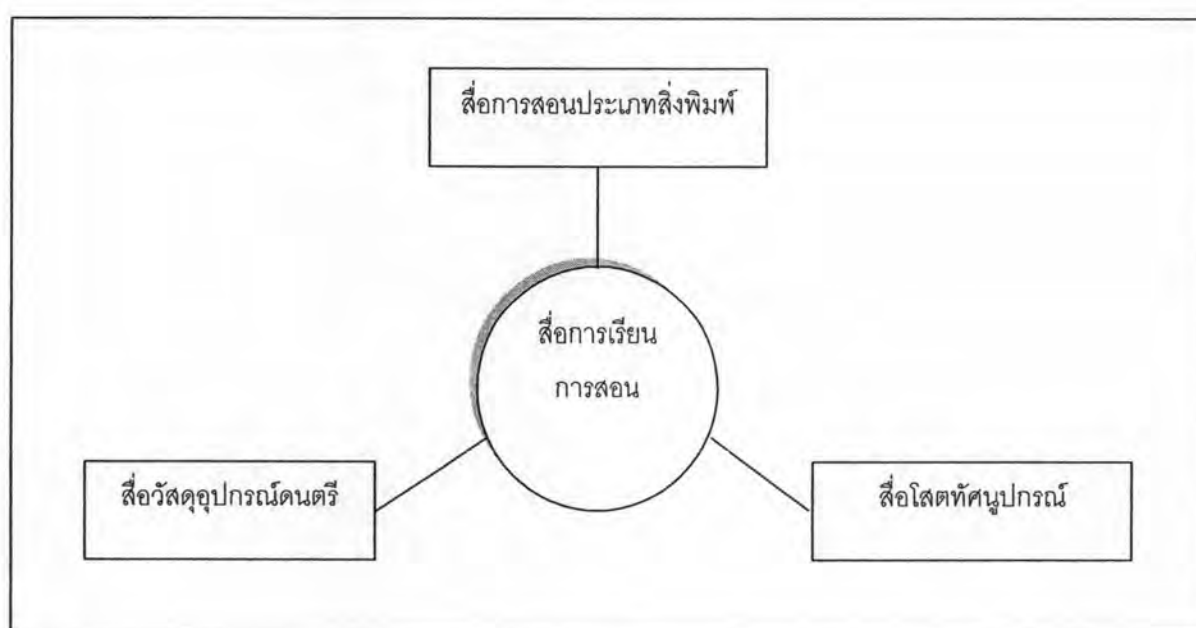 สื่อการสอนประเภทสิ่งพิมพ์
สื่อการเรียน
การสอน
สื่อวัสดุอุปกรณ์ดนตรี
สื่อโสตทัศนูปกรณ์